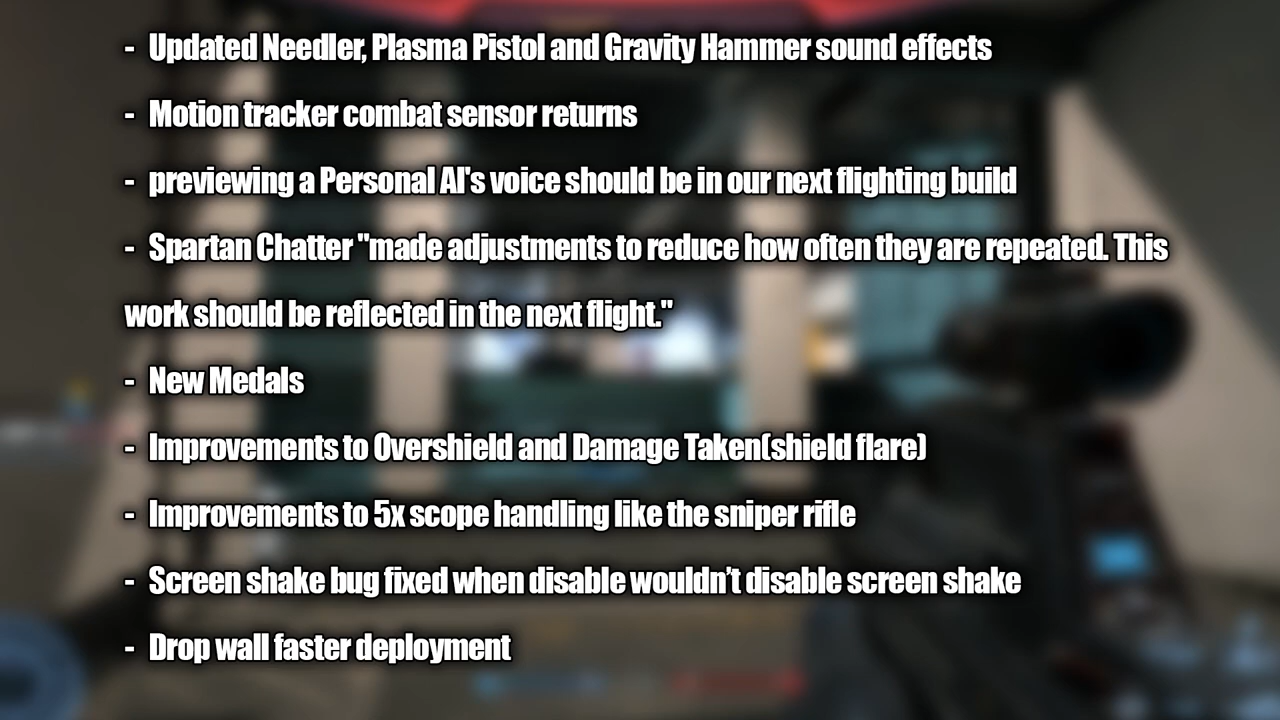 - Updated Needler, Plasma Pistol and Gravity Hammer sound effects
- Motion tracker combat sensor returns
- previewing a Personal AI's voice should be in our next flighting build
- Spartan Chatter "made adjustments to reduce how often they are repeated. This
work should be reflected in the next flight."
- New Medals
- Improvements to Overshield and Damage Taken(shield flare)
- Improvements to 5x scope handling like the sniper rifle
- Screen shake bug fixed when disable wouldn’t disable screen shake
- Drop wall faster deployment